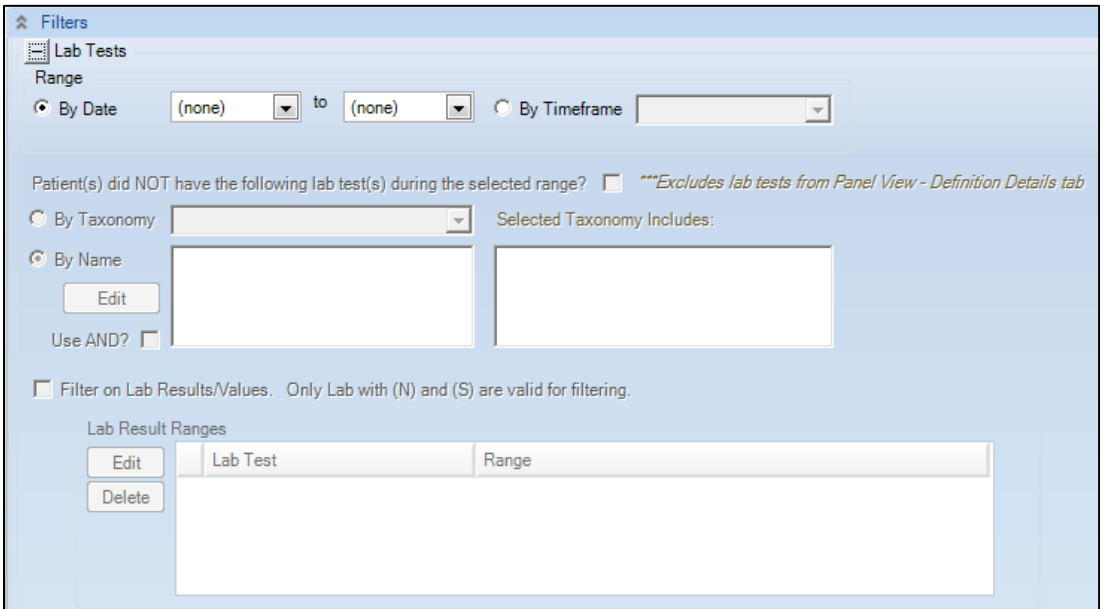 Filters
Lab Tests
Range
By Date (none) to (none) By Timeframe
Patient(s) did NOT have the following lab test(s) during the selected range? ***Excludes lab tests from Panel View - Definition Details tab
By Taxonomy Selected Taxonomy Includes:
By Name
Edit
Use AND?
Filter on Lab Results/Values. Only Lab with (N) and (S) are valid for filtering.
Lab Result Ranges
Edit Lab Test Range
Delete